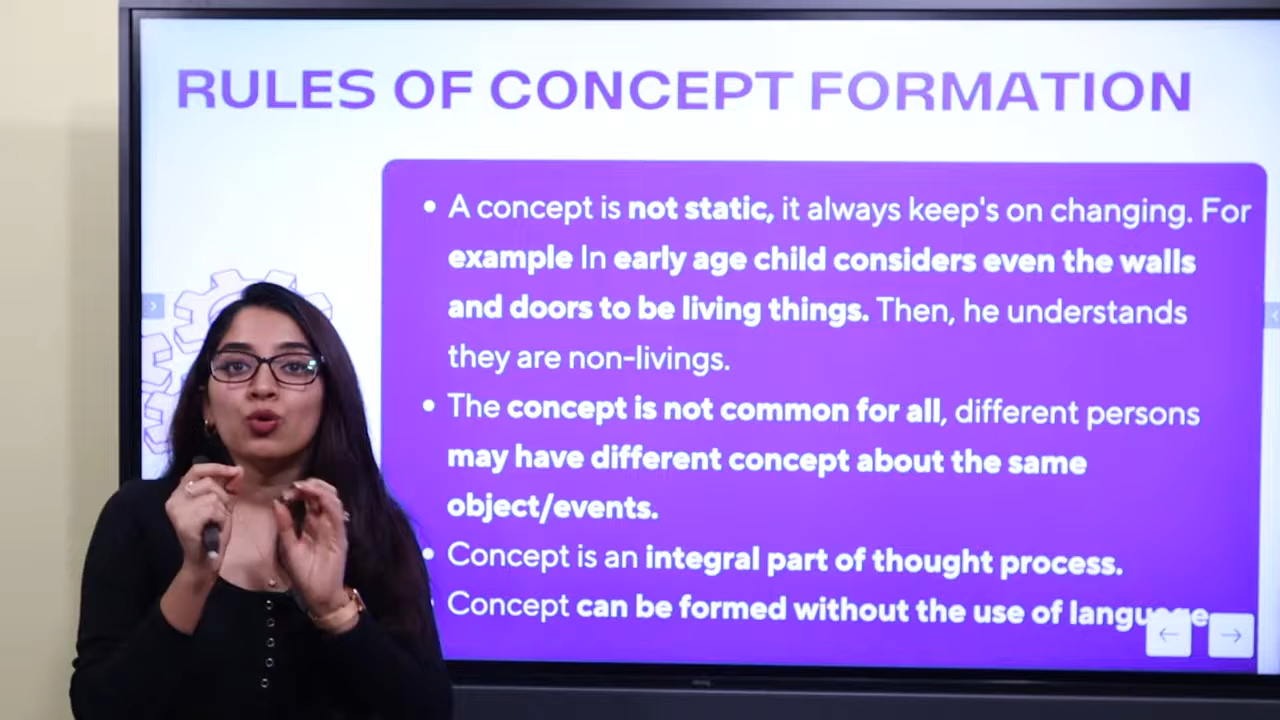 RULES OF CONCEPT FORMATION
• A concept is not static, it always keep's on changing. For
example In early age child considers even the walls
and doors to be living things. Then, he understands
they are non-livings.
• The concept is not common for all, different persons
may have different concept about the same
object/events.
• Concept is an integral part of thought process.
• Concept can be formed without the use of language